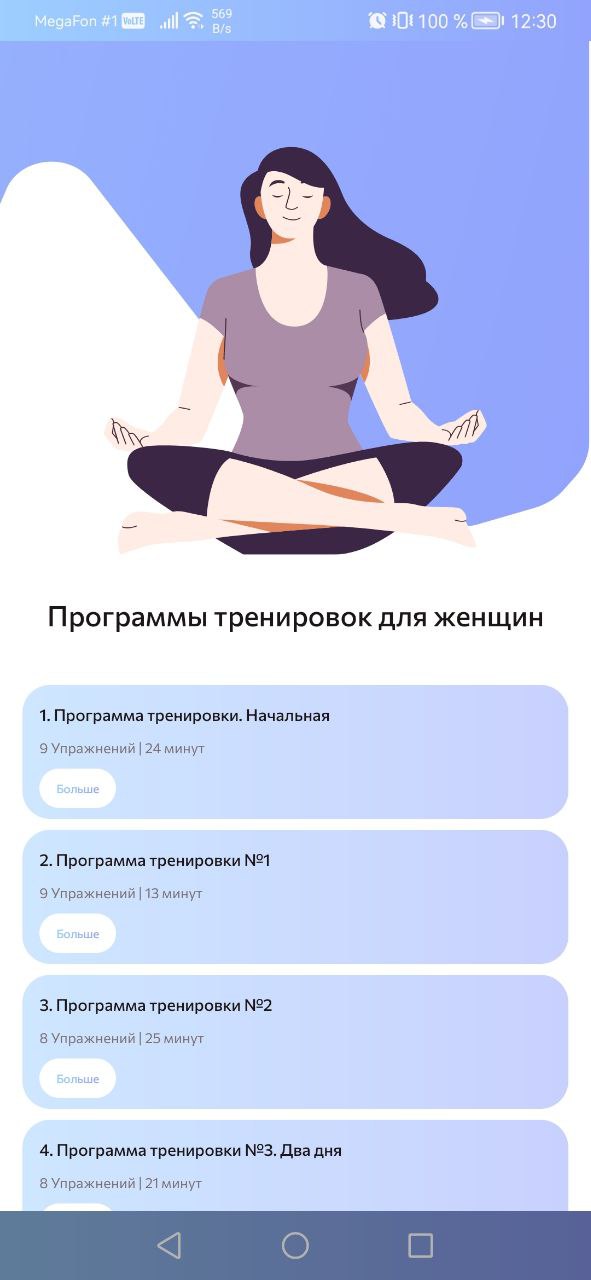 MegaFon #1 VoLTE 569 B/s 100 % 12:30
Программы тренировок для женщин
1. Программа тренировки. Начальная
9 Упражнений | 24 минут
Больше
2. Программа тренировки №1
9 Упражнений | 13 минут
Больше
3. Программа тренировки №2
8 Упражнений | 25 минут
Больше
4. Программа тренировки №3. Два дня
8 Упражнений | 21 минут